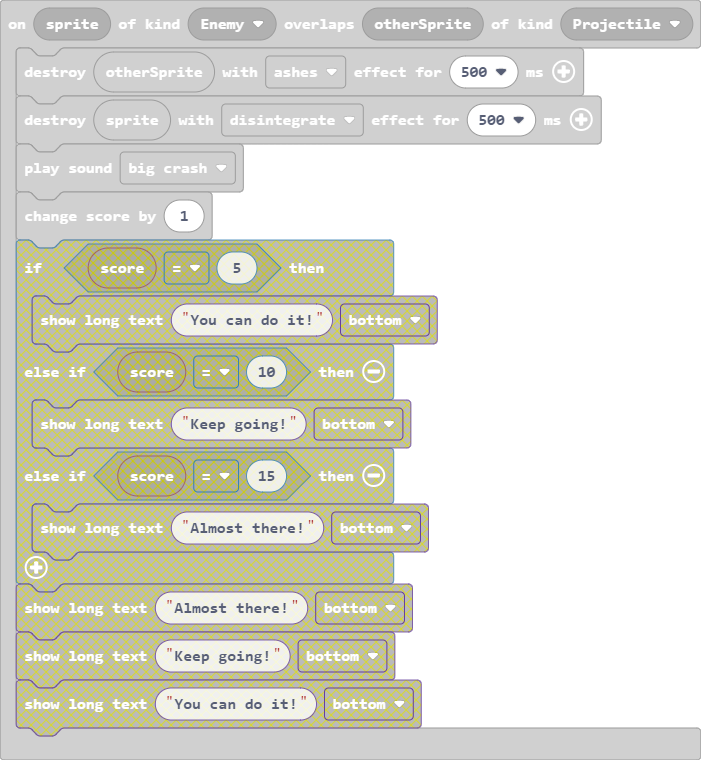 on sprite of kind Enemy overlaps otherSprite of kind Projectile
destroy otherSprite with ashes effect for 500 ms
destroy sprite with disintegrate effect for 500 ms
play sound big crash
change score by 1
if score = 5 then
show long text "You can do it!" bottom
else if score = 10 then
show long text "Keep going!" bottom
else if score = 15 then
show long text "Almost there!" bottom
show long text "Almost there!" bottom
show long text "Keep going!" bottom
show long text "You can do it!" bottom